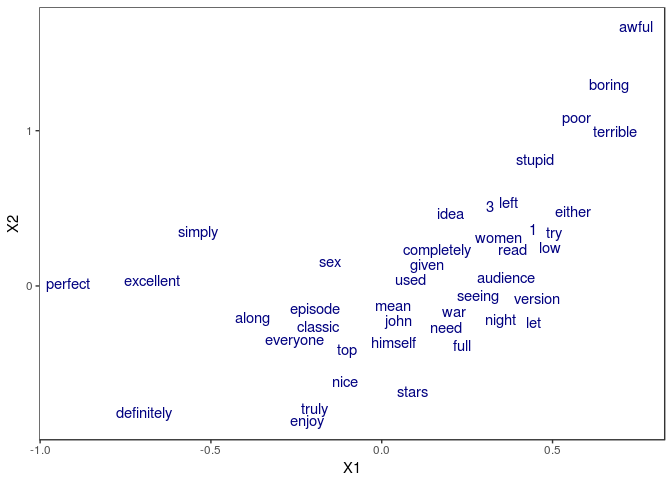 awful
boring
poor
1
terrible
stupid
3 left
idea
either
simply
1 try
women
completely read low
sex
given
audience
perfect excellent
used
0
seeing version
episode mean
war
along
john night let
classic
need
everyone himself full
top
nice
stars
truly
definitely
enjoy
-1.0 -0.5 0.0 0.5
X1
X2